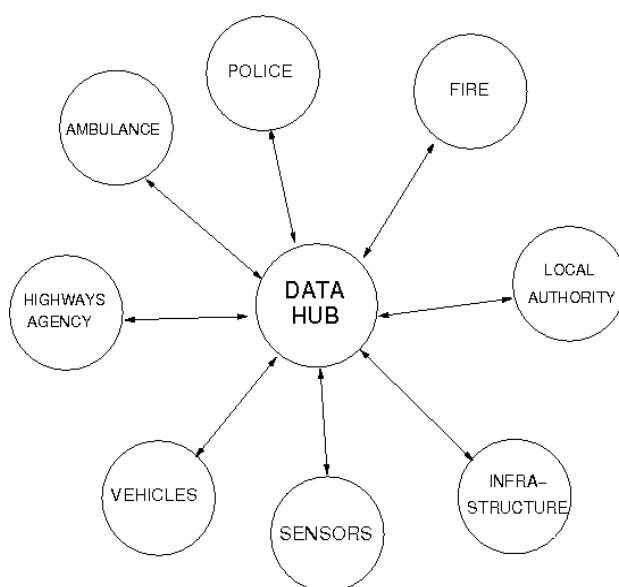 POLICE
FIRE
AMBULANCE
LOCAL
AUTHORITY
DATA
HUB
HIGHWAYS
AGENCY
INFRA-
STRUCTURE
VEHICLES
SENSORS